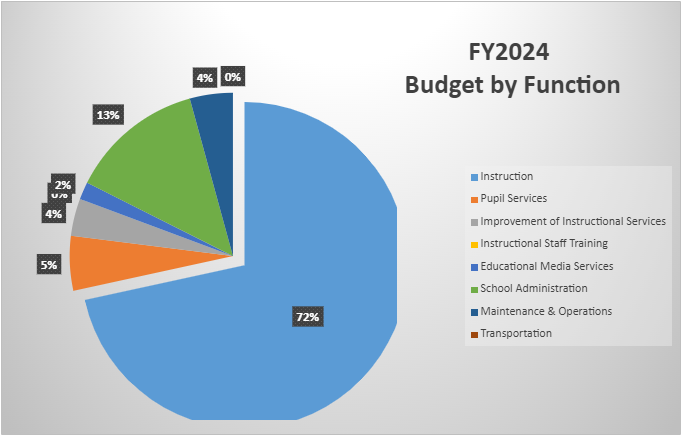 FY2024
Budget by Function
4%
0%
13%
2%
0%
4%
5%
72%
Instruction
Pupil Services
Improvement of Instructional Services
Instructional Staff Training
Educational Media Services
School Administration
Maintenance & Operations
Transportation